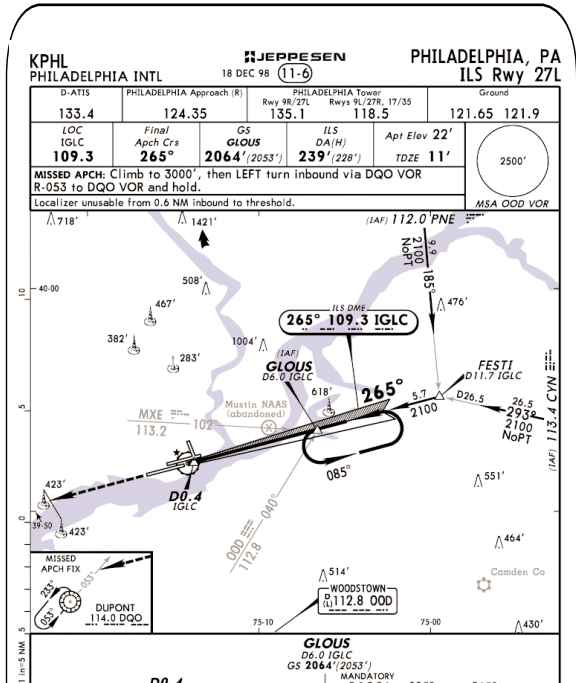 KPHL
PHILADELPHIA INTL
JEPPESEN
18 DEC 98 11-6
PHILADELPHIA, PA
ILS Rwy 27L
D-ATIS
133.4
PHILADELPHIA Approach (R)
124.35
PHILADELPHIA Tower
Rwy 9R/27L Rwys 9L/27R, 17/35
135.1 118.5
Ground
121.65 121.9
LOC
IGLC
109.3
Final
Apch Crs
265°
GS
GLOUS
2064'(2053')
ILS
DA(H)
239'(228')
Apt Elev 22'
TDZE 11'
2500'
MSA OOD VOR
MISSED APCH: Climb to 3000', then LEFT turn inbound via DQO VOR
R-053 to DQO VOR and hold.
Localizer unusable from 0.6 NM inbound to threshold.
718'
1421'
(IAF) 112.0 PNE
9.9
2100
NoPT
185°
508'
10
40-00
467'
476'
382'
283'
1004'
ILS DME
265° 109.3 IGLC
(IAF)
GLOUS
D6.0 IGLC
FESTI
D11.7 IGLC
618'
265°
5.7
2100
D26.5
26.5
293°
2100
NoPT
(IAF) 113.4 CYN
5
Mustin NAAS
(abandoned)
MXE
113.2
102°
085°
D0.4
IGLC
423'
423'
39-50
0
551'
464'
040°
OOD
112.8
Camden Co
514'
WOODSTOWN
D
(L) 112.8 OOD
MISSED
APCH FIX
053°
233°
053°
DUPONT
114.0 DQO
75-10
75-00
430'
5
1 in=5 NM
GLOUS
D6.0 IGLC
GS 2064'(2053')
MANDATORY
D0.4